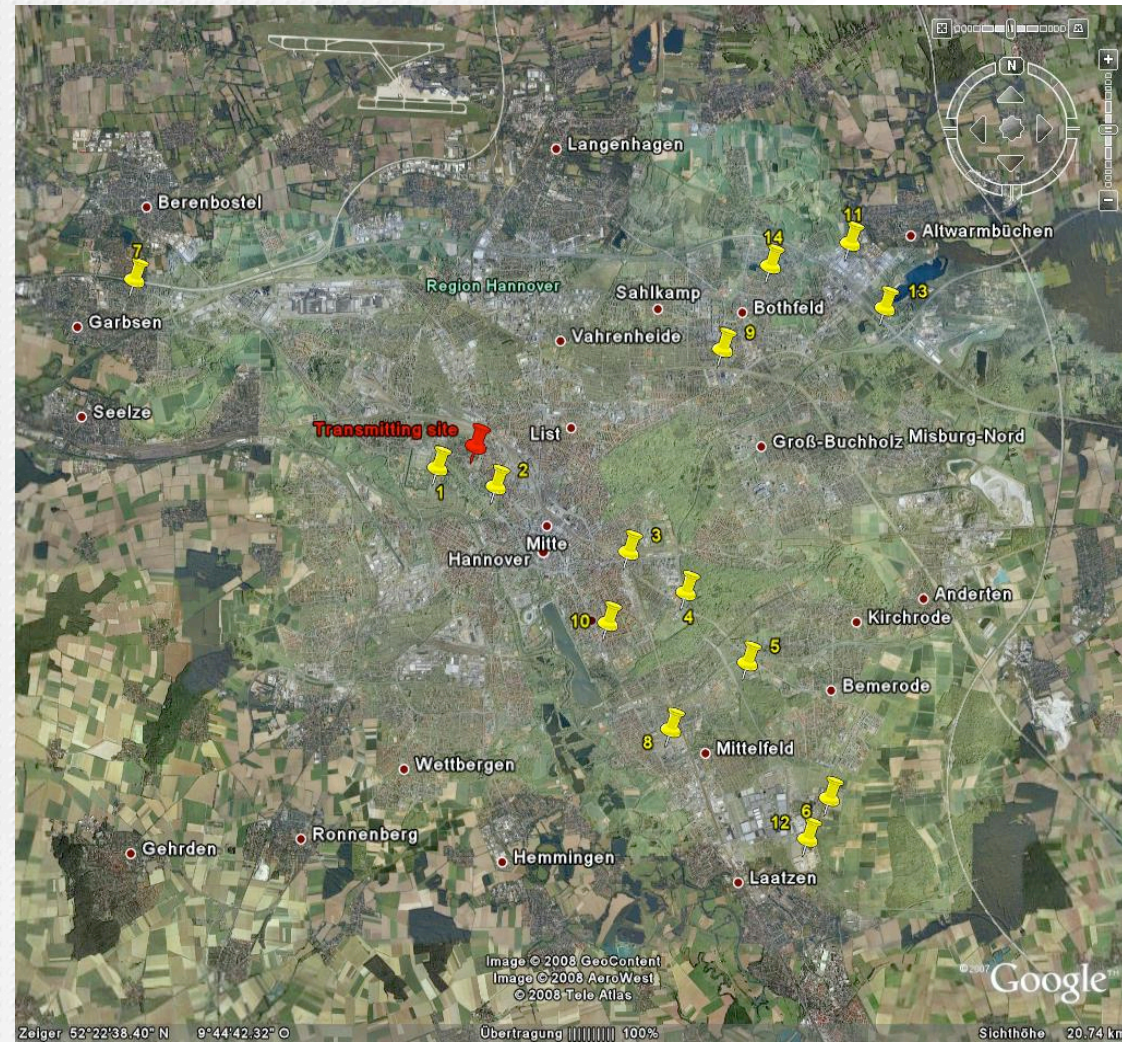 N
Langenhagen
Berenbostel
11
Altwarmbüchen
14
7
Region Hannover
Sahlkamp
13
Bothfeld
Garbsen
Vahrenheide
9
Seelze
Transmitting site
List
Groß-Buchholz
Misburg-Nord
1
2
Mitte
3
Hannover
Anderten
4
10
Kirchrode
5
Bemerode
8
Mittelfeld
Wettbergen
6
12
Ronnenberg
Gehrden
Hemmingen
Laatzen
Image © 2008 GeoContent
Image © 2008 AeroWest
© 2008 Tele Atlas
©2007 Google™
Zeiger 52°22'38.40" N 9°44'42.32" O
Übertragung |||||||||| 100%
Sichthöhe 20.74 km